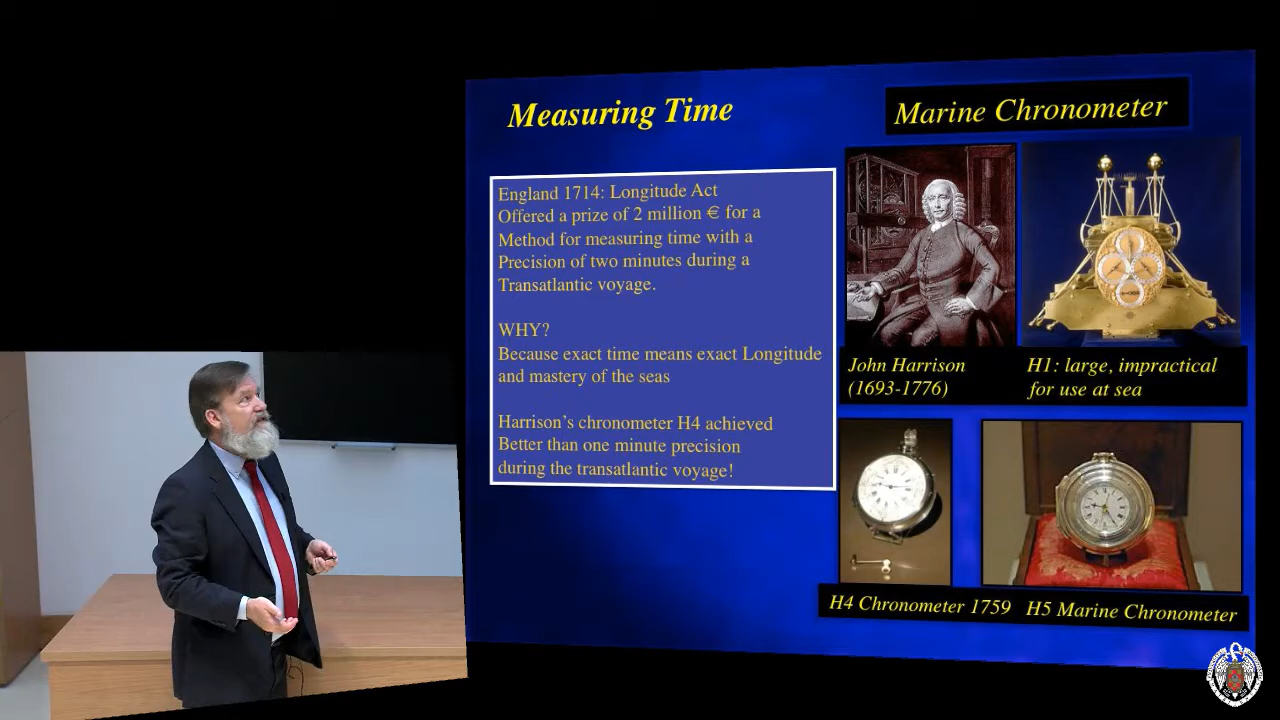 Measuring Time
Marine Chronometer
England 1714: Longitude Act
Offered a prize of 2 million € for a
Method for measuring time with a
Precision of two minutes during a
Transatlantic voyage.
WHY?
Because exact time means exact Longitude
and mastery of the seas
Harrison's chronometer H4 achieved
Better than one minute precision
during the transatlantic voyage!
John Harrison
(1693-1776)
H1: large, impractical
for use at sea
H4 Chronometer 1759
H5 Marine Chronometer